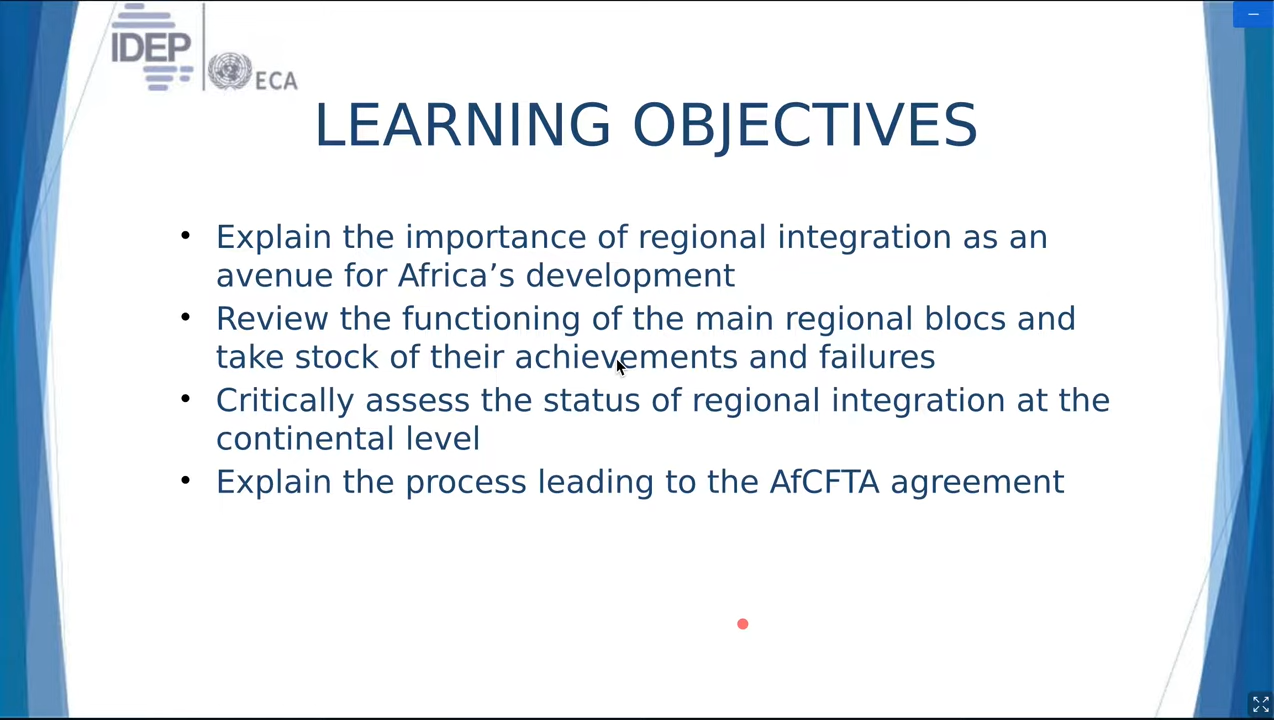 IDEP
ECA
LEARNING OBJECTIVES
• Explain the importance of regional integration as an
avenue for Africa’s development
• Review the functioning of the main regional blocs and
take stock of their achievements and failures
• Critically assess the status of regional integration at the
continental level
• Explain the process leading to the AfCFTA agreement